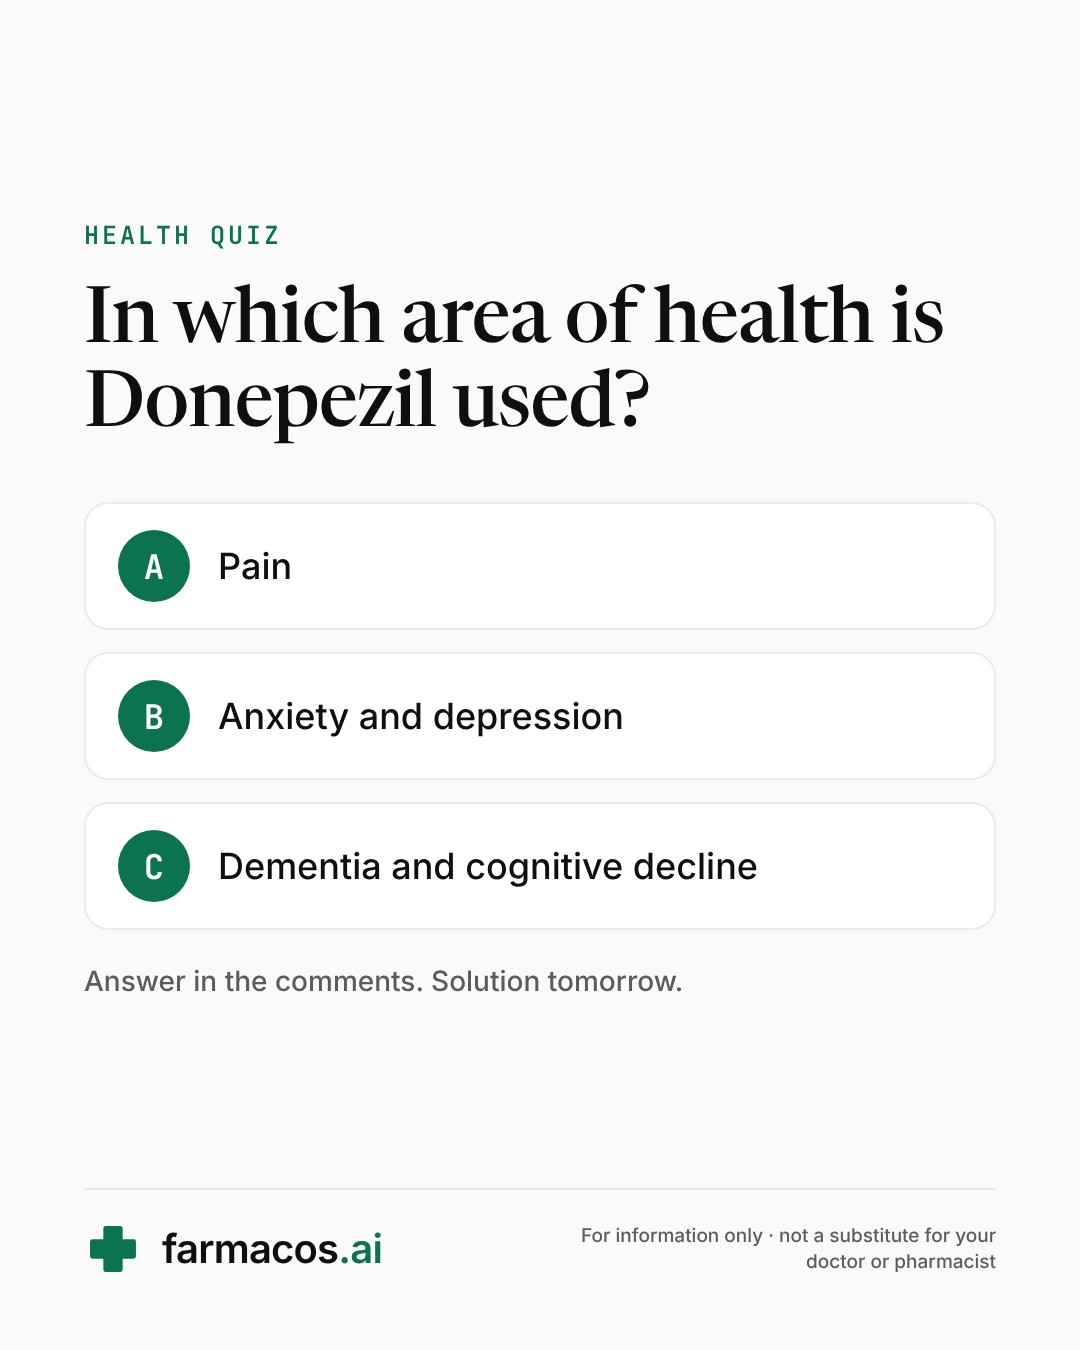 HEALTH QUIZ
In which area of health is
Donepezil used?
A Pain
B Anxiety and depression
C Dementia and cognitive decline
Answer in the comments. Solution tomorrow.
farmacos.ai
For information only · not a substitute for your
doctor or pharmacist